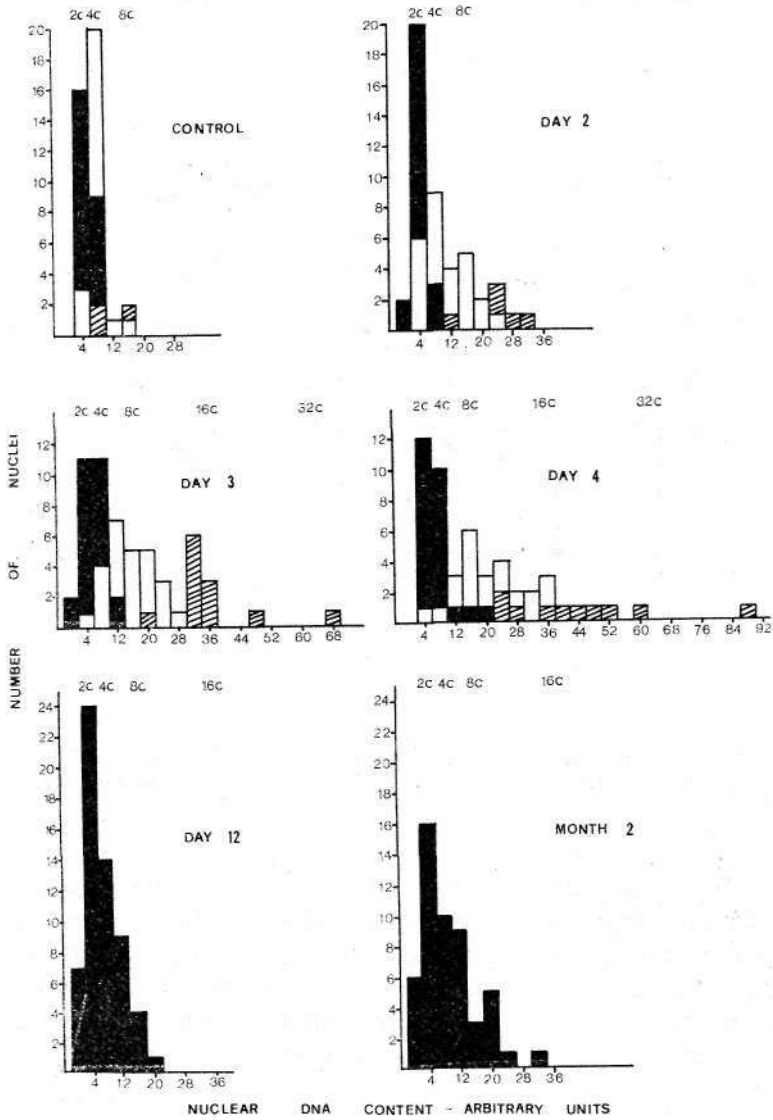 2C 4C 8C
20
18
16
14
12
10
8
6
4
2
4 12 20 28
CONTROL
2C 4C 8C
20
18
16
14
12
10
8
6
4
2
4 12 20 28 36
DAY 2
2C 4C 8C 16C 32C
12
10
8
6
4
2
4 12 20 28 36 44 52 60 68
DAY 3
2C 4C 8C 16C 32C
12
10
8
6
4
2
4 12 20 28 36 44 52 60 68 76 84 92
DAY 4
2C 4C 8C 16C
24
22
20
18
16
14
12
10
8
6
4
2
4 12 20 28 36
DAY 12
2C 4C 8C 16C
24
22
20
18
16
14
12
10
8
6
4
2
4 12 20 28 36
MONTH 2
NUMBER OF. NUCLEI
NUCLEAR DNA CONTENT - ARBITRARY UNITS